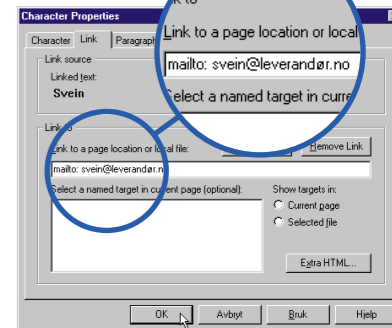 Character Properties
Link to a page location or local
mailto: svein@leverandør.no
Select a named target in curre
Character Link Paragraph
Link source
Linked text:
Svein
Link to
Link to a page location or local file:
Remove Link
mailto: svein@leverandør.n
Select a named target in current page (optional):
Show targets in:
Current page
Selected file
Extra HTML...
OK Avbryt Bruk Hjelp